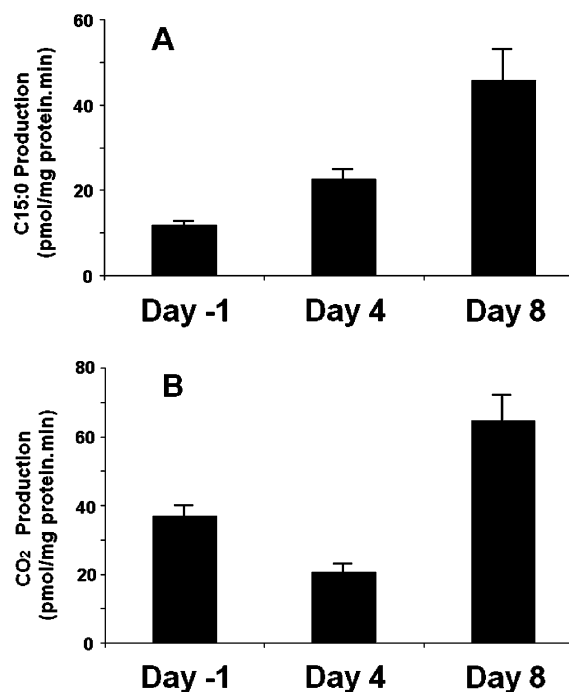 A
C15:0 Production
(pmol/mg protein.min)
60
40
20
0
Day -1 Day 4 Day 8
B
CO₂ Production
(pmol/mg protein.min)
80
60
40
20
0
Day -1 Day 4 Day 8